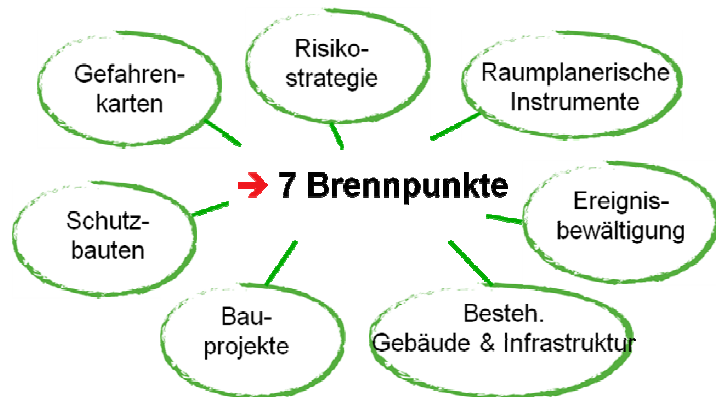 Gefahren-
karten
Risiko-
strategie
Raumplanerische
Instrumente
➔ 7 Brennpunkte
Schutz-
bauten
Ereignis-
bewältigung
Bau-
projekte
Besteh.
Gebäude & Infrastruktur